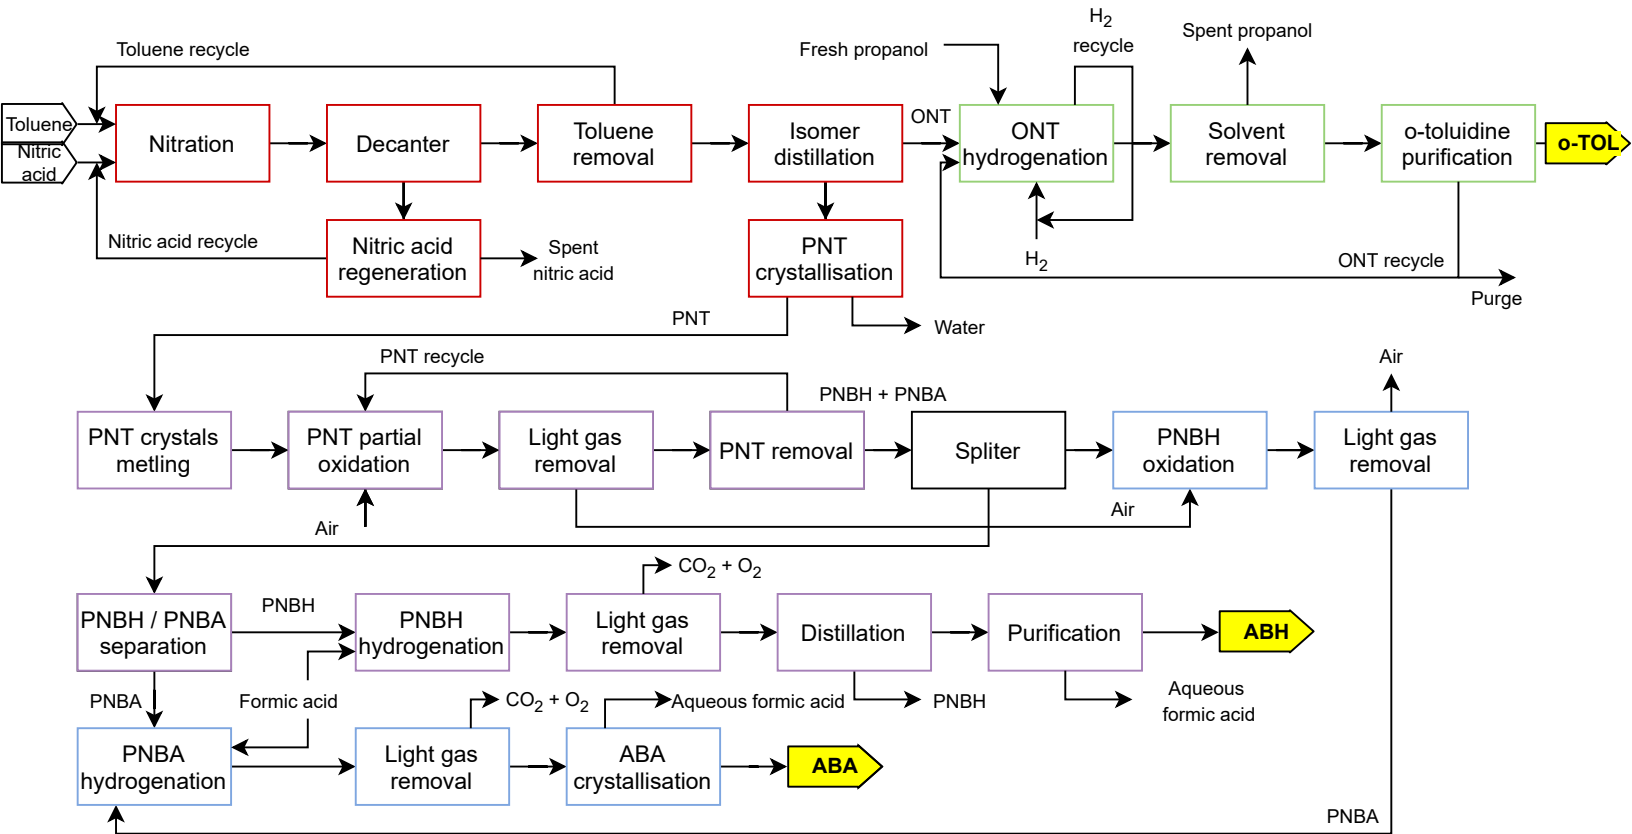 H2
recycle
Toluene recycle
Fresh propanol
Spent propanol
Toluene
Nitric
acid
Nitration
Decanter
Toluene
removal
Isomer
distillation
ONT
ONT
hydrogenation
Solvent
removal
o-toluidine
purification
o-TOL
Nitric acid recycle
Nitric acid
regeneration
Spent
nitric acid
PNT
crystallisation
H2
ONT recycle
Purge
PNT
Water
PNT recycle
Air
PNBH + PNBA
PNT crystals
metling
PNT partial
oxidation
Light gas
removal
PNT removal
Spliter
PNBH
oxidation
Light gas
removal
Air
Air
CO2 + O2
PNBH / PNBA
separation
PNBH
PNBH
hydrogenation
Light gas
removal
Distillation
Purification
ABH
PNBA
Formic acid
CO2 + O2
Aqueous formic acid
PNBH
Aqueous
formic acid
PNBA
hydrogenation
Light gas
removal
ABA
crystallisation
ABA
PNBA